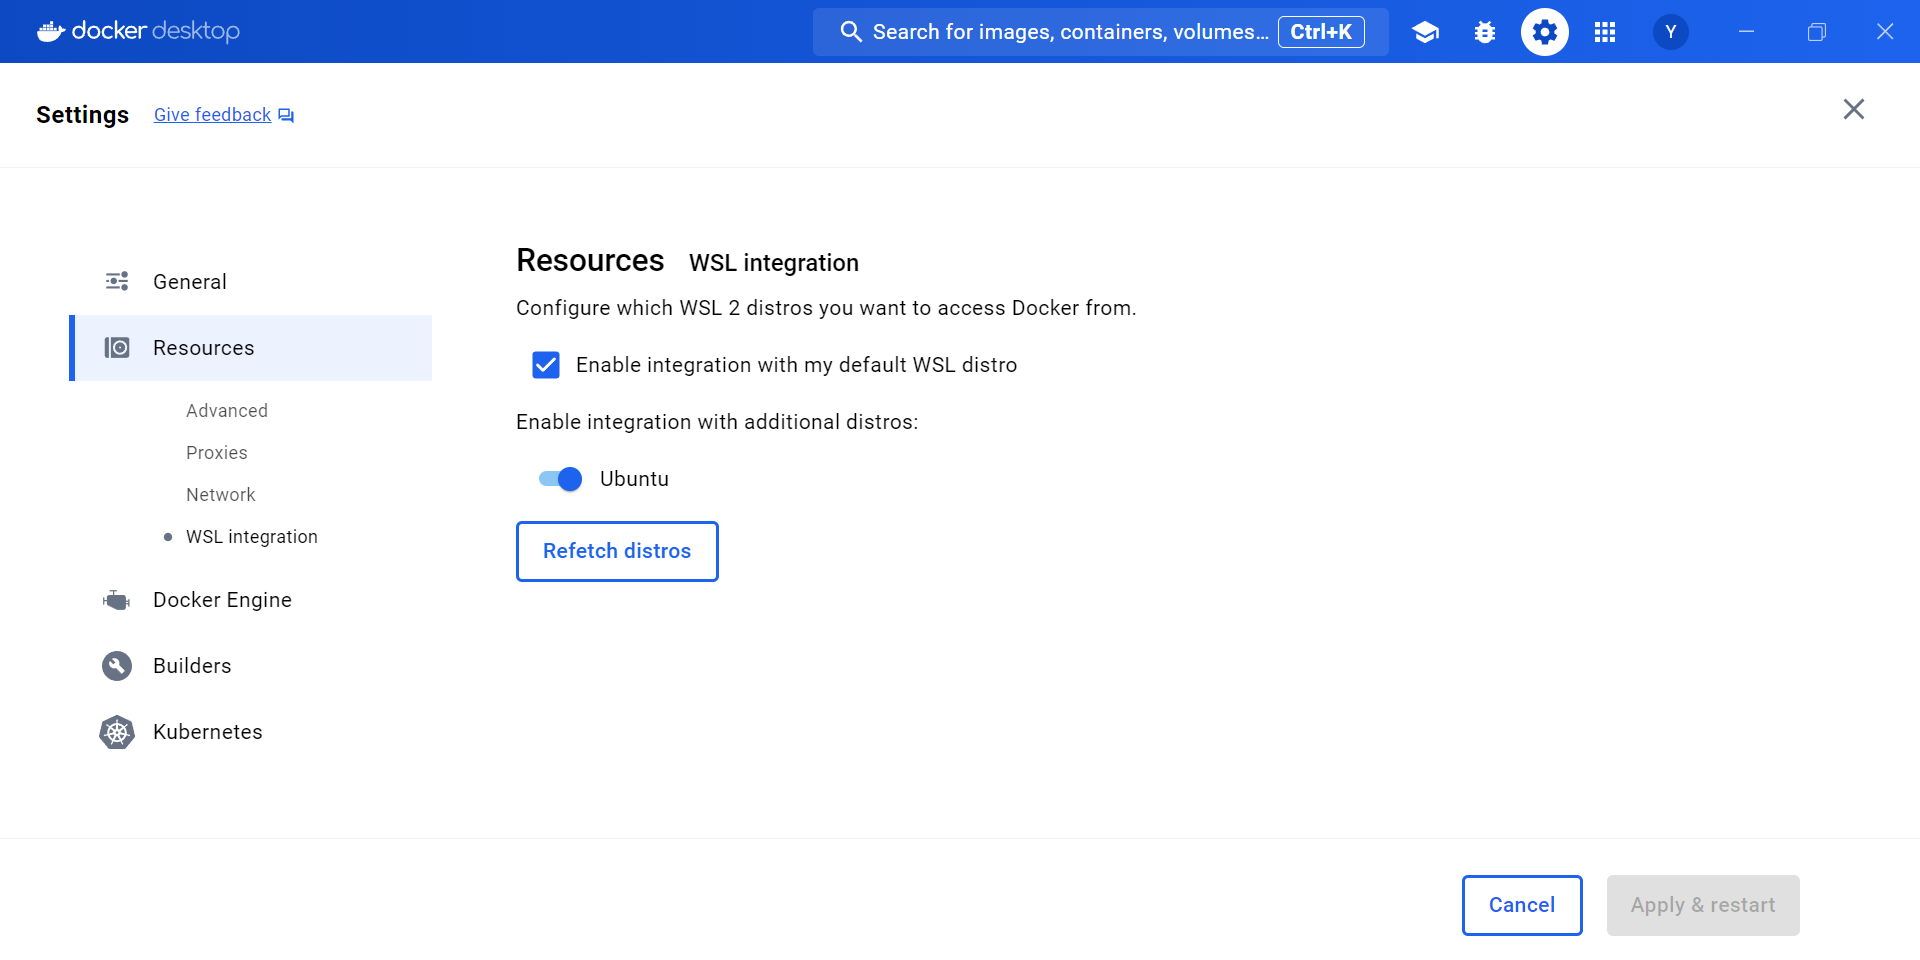 docker desktop
Search for images, containers, volumes... Ctrl+K
Y
Settings Give feedback
General
Resources
Advanced
Proxies
Network
WSL integration
Docker Engine
Builders
Kubernetes
Resources WSL integration
Configure which WSL 2 distros you want to access Docker from.
Enable integration with my default WSL distro
Enable integration with additional distros:
Ubuntu
Refetch distros
Cancel Apply & restart